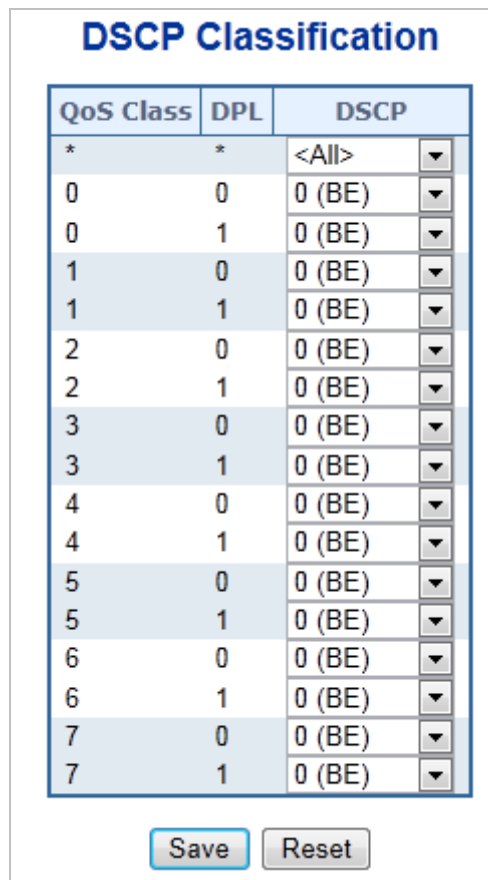 DSCP Classification
QoS Class DPL DSCP
* * <All>
0 0 0 (BE)
0 1 0 (BE)
1 0 0 (BE)
1 1 0 (BE)
2 0 0 (BE)
2 1 0 (BE)
3 0 0 (BE)
3 1 0 (BE)
4 0 0 (BE)
4 1 0 (BE)
5 0 0 (BE)
5 1 0 (BE)
6 0 0 (BE)
6 1 0 (BE)
7 0 0 (BE)
7 1 0 (BE)
Save Reset